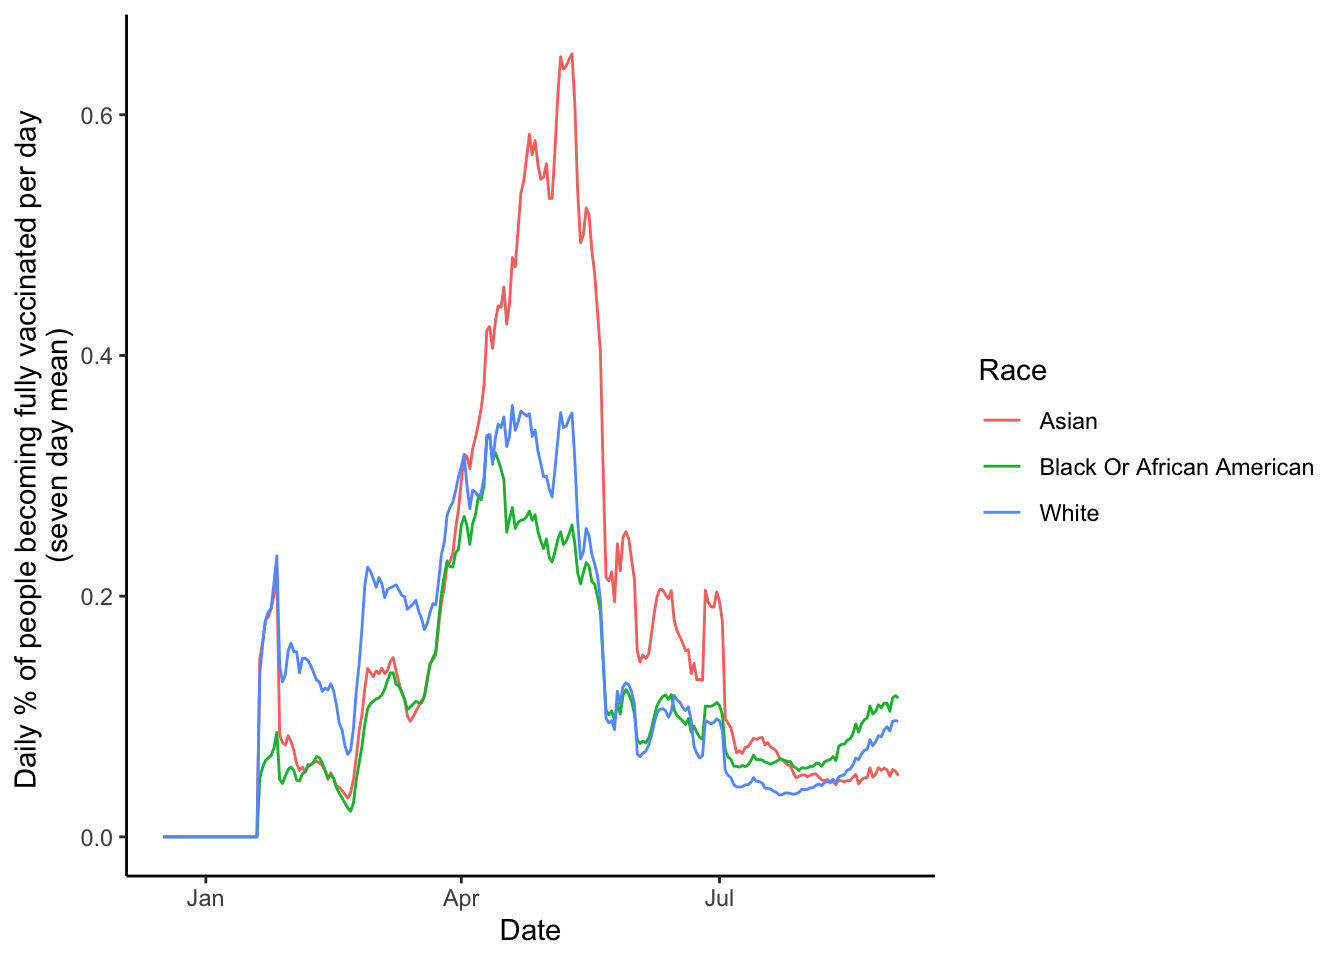 Daily % of people becoming fully vaccinated per day
(seven day mean)
0.6
0.4
0.2
0.0
Jan
Apr
Jul
Date
Race
Asian
Black Or African American
White